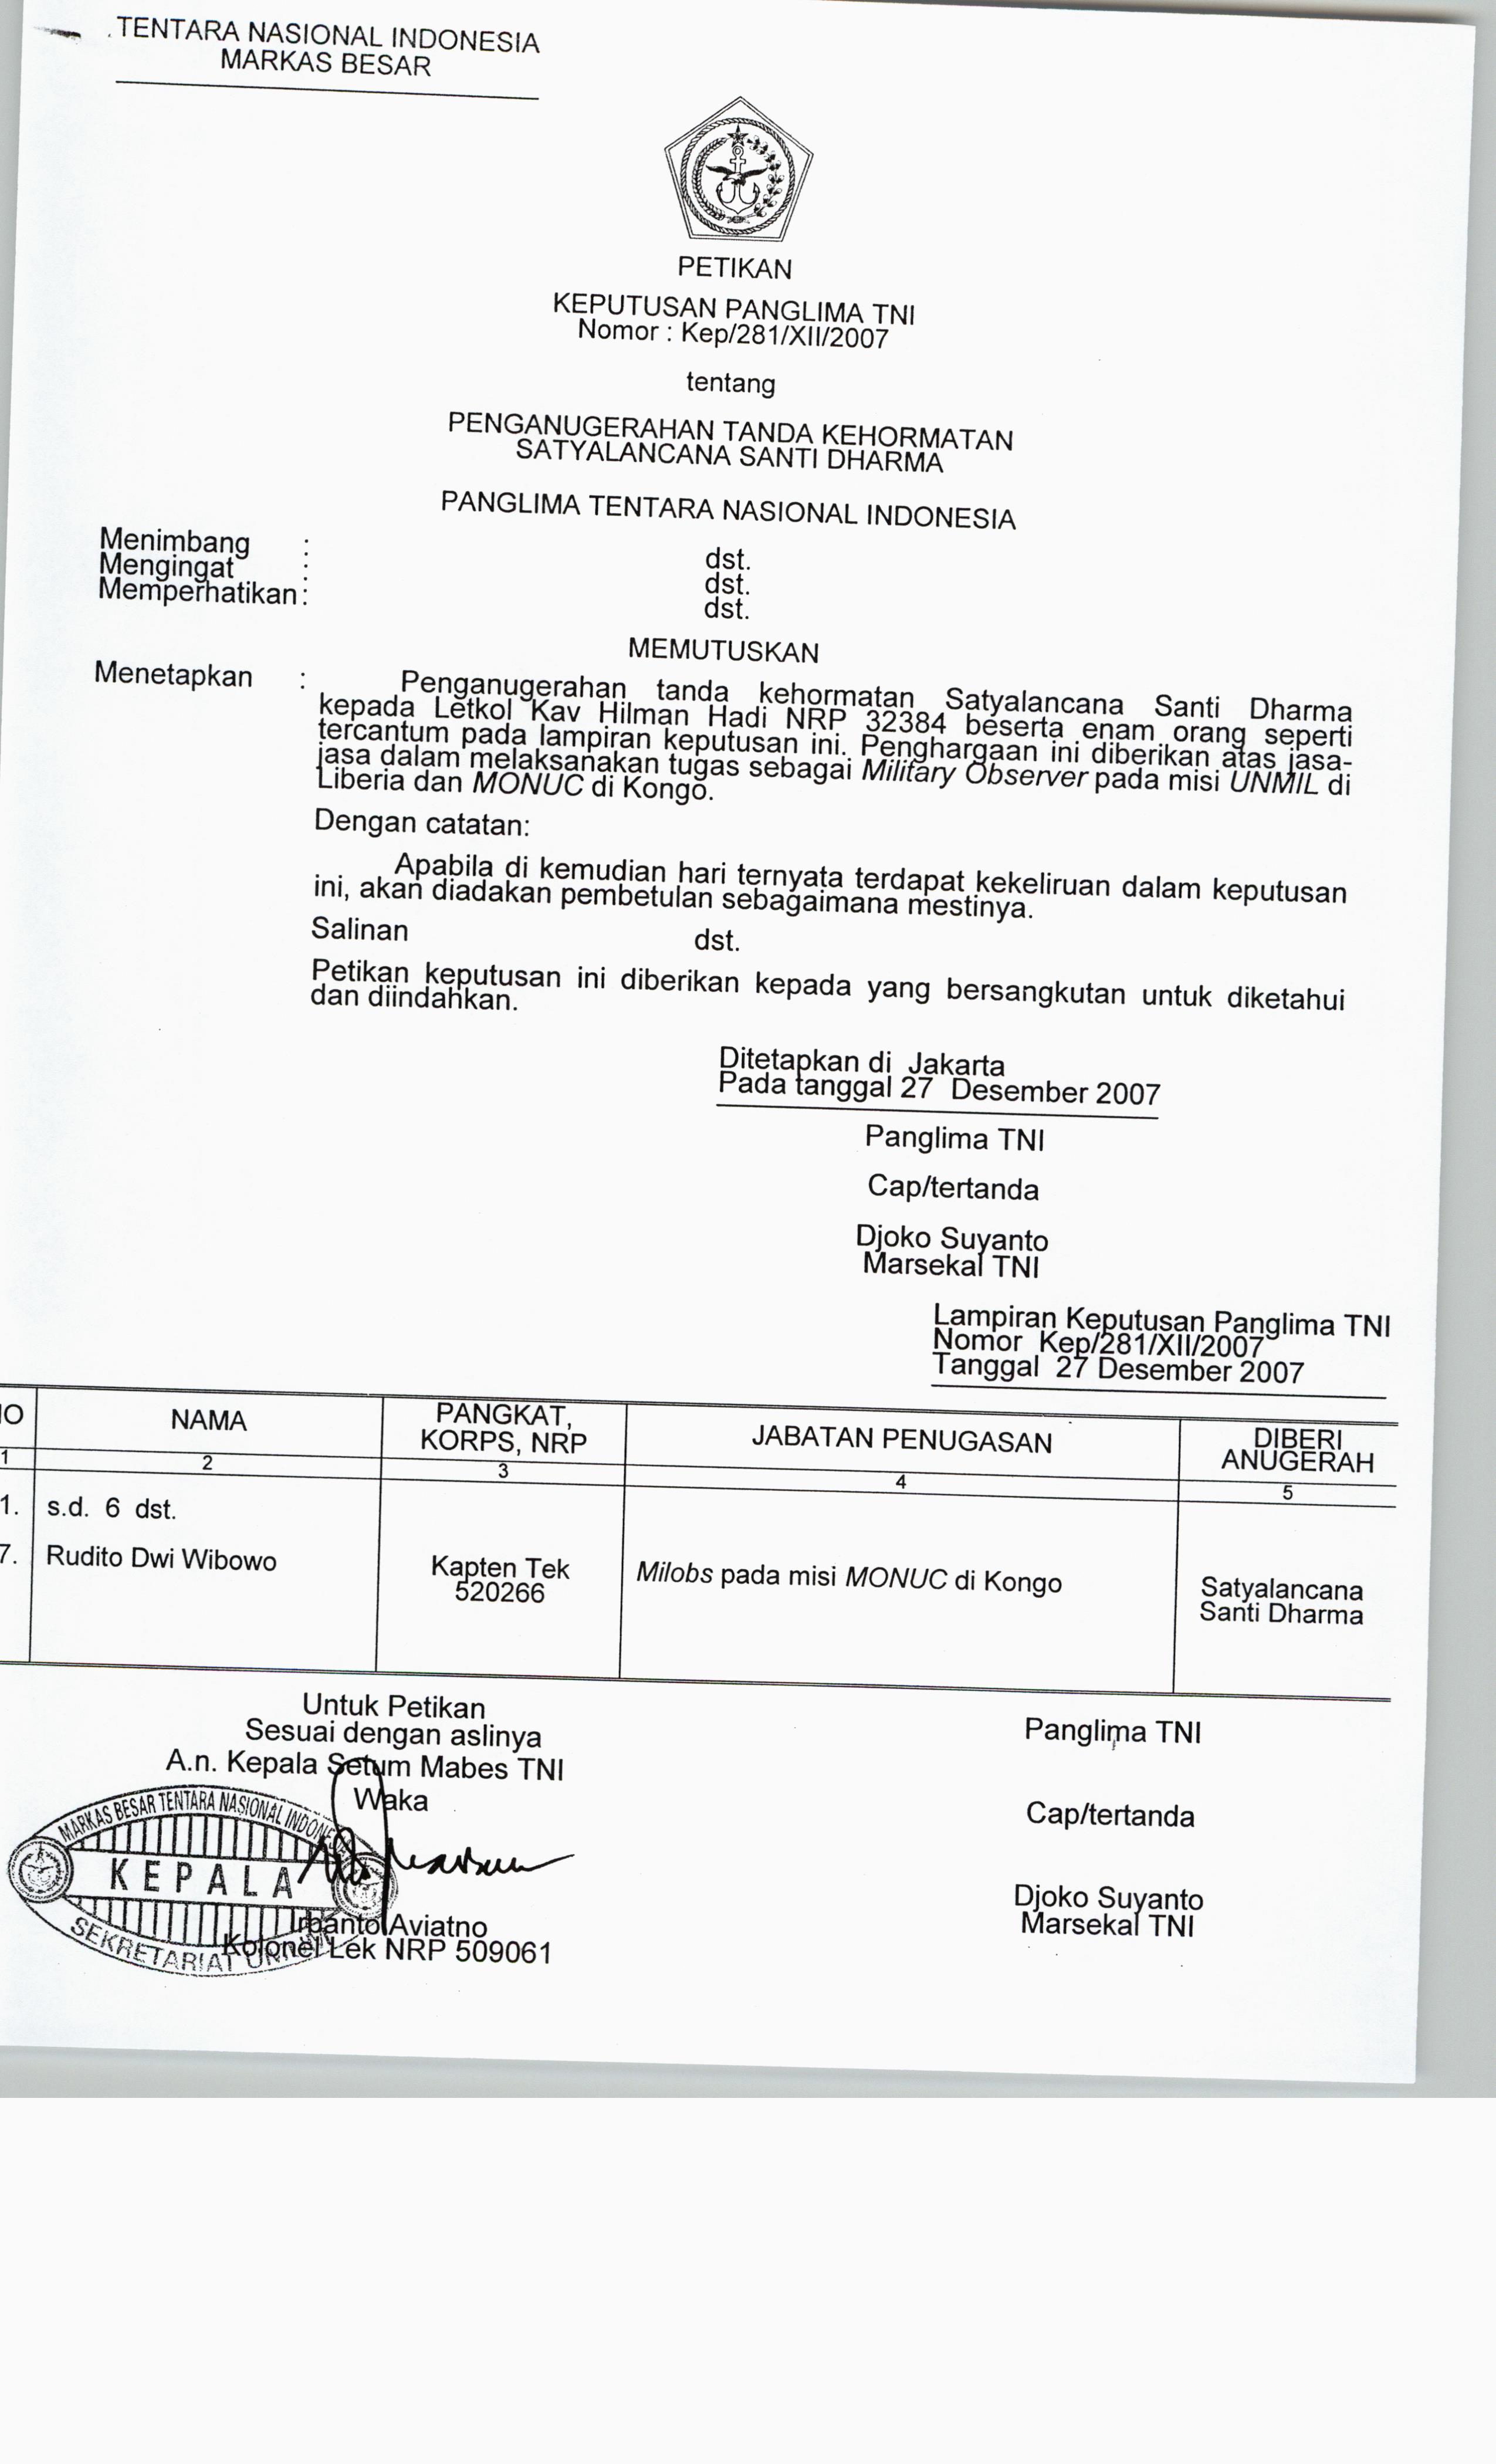 TENTARA NASIONAL INDONESIA
MARKAS BESAR
PETIKAN
KEPUTUSAN PANGLIMA TNI
Nomor : Kep/281/XII/2007
tentang
PENGANUGERAHAN TANDA KEHORMATAN
SATYALANCANA SANTI DHARMA
PANGLIMA TENTARA NASIONAL INDONESIA
Menimbang : dst.
Mengingat : dst.
Memperhatikan : dst.
MEMUTUSKAN
Menetapkan : Penganugerahan tanda kehormatan Satyalancana Santi Dharma
kepada Letkol Kav Hilman Hadi NRP 32384 beserta enam orang seperti
tercantum pada lampiran keputusan ini. Penghargaan ini diberikan atas jasa-
jasa dalam melaksanakan tugas sebagai Military Observer pada misi UNMIL di
Liberia dan MONUC di Kongo.
Dengan catatan:
Apabila di kemudian hari ternyata terdapat kekeliruan dalam keputusan
ini, akan diadakan pembetulan sebagaimana mestinya.
Salinan dst.
Petikan keputusan ini diberikan kepada yang bersangkutan untuk diketahui
dan diindahkan.
Ditetapkan di Jakarta
Pada tanggal 27 Desember 2007
Panglima TNI
Cap/tertanda
Djoko Suyanto
Marsekal TNI
Lampiran Keputusan Panglima TNI
Nomor Kep/281/XII/2007
Tanggal 27 Desember 2007
NO NAMA PANGKAT, KORPS, NRP JABATAN PENUGASAN DIBERI ANUGERAH
1 2 3 4 5
1. s.d. 6 dst.
7. Rudito Dwi Wibowo Kapten Tek 520266 Milobs pada misi MONUC di Kongo Satyalancana Santi Dharma
Untuk Petikan
Sesuai dengan aslinya
A.n. Kepala Setum Mabes TNI
Waka
MARKAS BESAR TENTARA NASIONAL INDONESIA
KEPALA
SEKRETARIAT UMUM
Irbanto Aviatno
Kolonel Lek NRP 509061
Panglima TNI
Cap/tertanda
Djoko Suyanto
Marsekal TNI